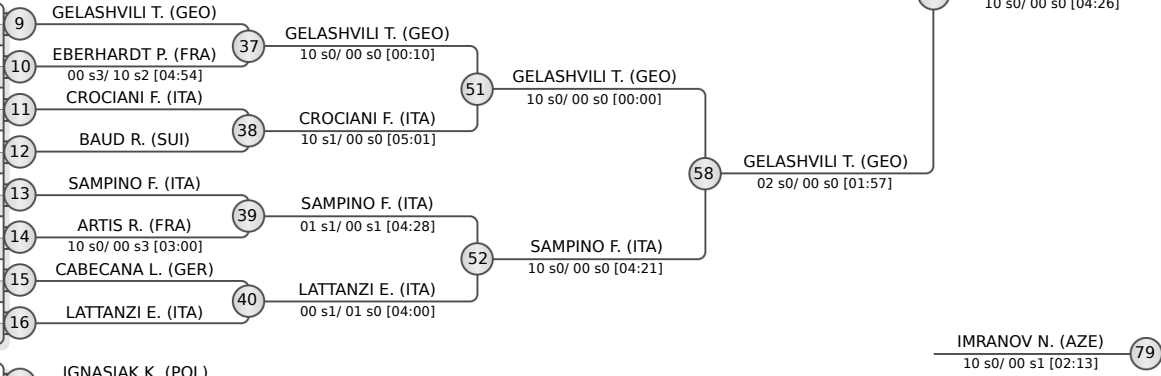 10 s0/ 00 s0 [04:26]
9
GELASHVILI T. (GEO)
37
GELASHVILI T. (GEO)
10 s0/ 00 s0 [00:10]
10
EBERHARDT P. (FRA)
00 s3/ 10 s2 [04:54]
51
GELASHVILI T. (GEO)
10 s0/ 00 s0 [00:00]
11
CROCIANI F. (ITA)
38
CROCIANI F. (ITA)
10 s1/ 00 s0 [05:01]
12
BAUD R. (SUI)
58
GELASHVILI T. (GEO)
02 s0/ 00 s0 [01:57]
13
SAMPINO F. (ITA)
39
SAMPINO F. (ITA)
01 s1/ 00 s1 [04:28]
14
ARTIS R. (FRA)
10 s0/ 00 s3 [03:00]
52
SAMPINO F. (ITA)
10 s0/ 00 s0 [04:21]
15
CABECANA L. (GER)
40
LATTANZI E. (ITA)
00 s1/ 01 s0 [04:00]
16
LATTANZI E. (ITA)
IMRANOV N. (AZE)
10 s0/ 00 s1 [02:13]
79
IGNASIAK K. (POL)